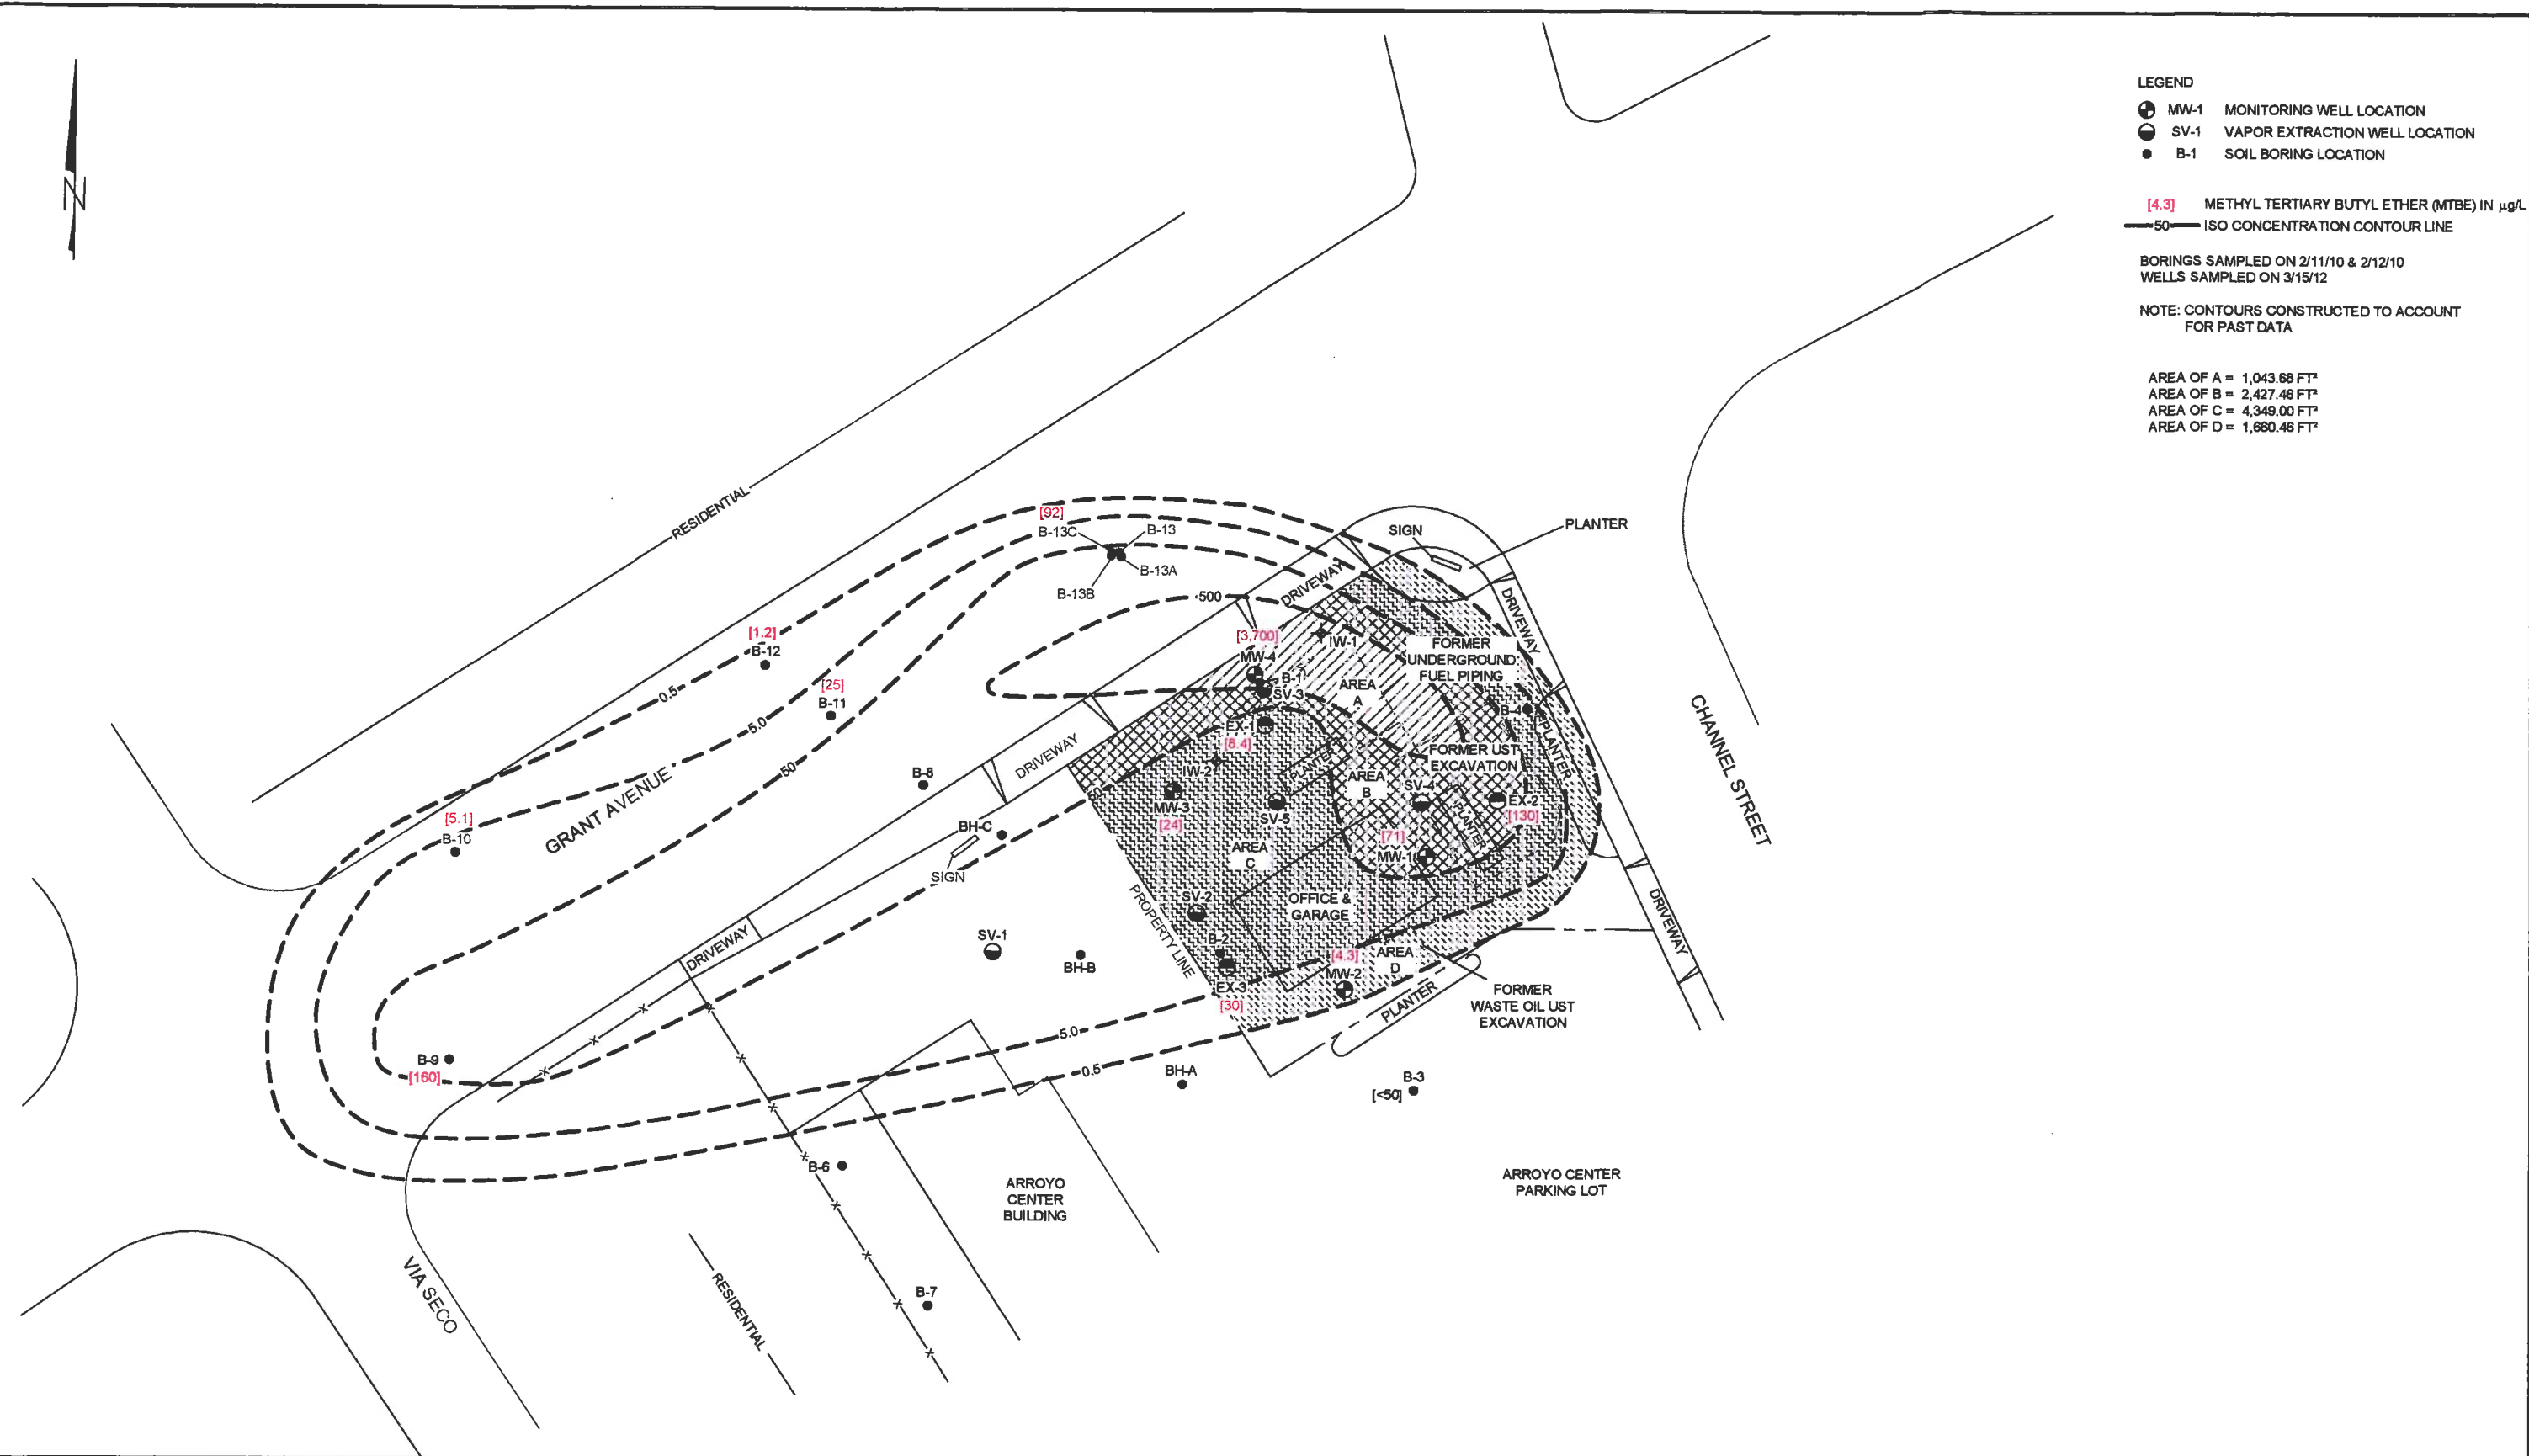 N
LEGEND
MW-1 MONITORING WELL LOCATION
SV-1 VAPOR EXTRACTION WELL LOCATION
B-1 SOIL BORING LOCATION
[4.3] METHYL TERTIARY BUTYL ETHER (MTBE) IN µg/L
50 ISO CONCENTRATION CONTOUR LINE
BORINGS SAMPLED ON 2/11/10 & 2/12/10
WELLS SAMPLED ON 3/15/12
NOTE: CONTOURS CONSTRUCTED TO ACCOUNT
FOR PAST DATA
AREA OF A = 1,043.68 FT²
AREA OF B = 2,427.46 FT²
AREA OF C = 4,349.00 FT²
AREA OF D = 1,660.46 FT²
RESIDENTIAL
[92]
B-13C
B-13
B-13A
B-13B
SIGN
PLANTER
DRIVEWAY
DRIVEWAY
500
[3,700]
MW-4
IW-1
B-1
SV-3
AREA
A
FORMER
UNDERGROUND
FUEL PIPING
[1.2]
B-12
0.5
[25]
B-11
5.0
50
B-4
PLANTER
CHANNEL STREET
EX-1
[8.4]
IW-2
PLANTER
FORMER UST
EXCAVATION
AREA
B
SV-4
EX-2
[130]
PLANTER
[71]
MW-1
DRIVEWAY
B-8
50
MW-3
[24]
SV-5
AREA
C
BH-C
SIGN
GRANT AVENUE
[5.1]
B-10
PROPERTY LINE
SV-2
OFFICE &
GARAGE
B-2
EX-3
[30]
[4.3]
MW-2
AREA
D
DRIVEWAY
DRIVEWAY
SV-1
BH-B
PLANTER
FORMER
WASTE OIL UST
EXCAVATION
5.0
0.5
B-9
[160]
BH-A
B-3
[<50]
B-6
ARROYO
CENTER
BUILDING
ARROYO CENTER
PARKING LOT
VIA SECO
RESIDENTIAL
B-7